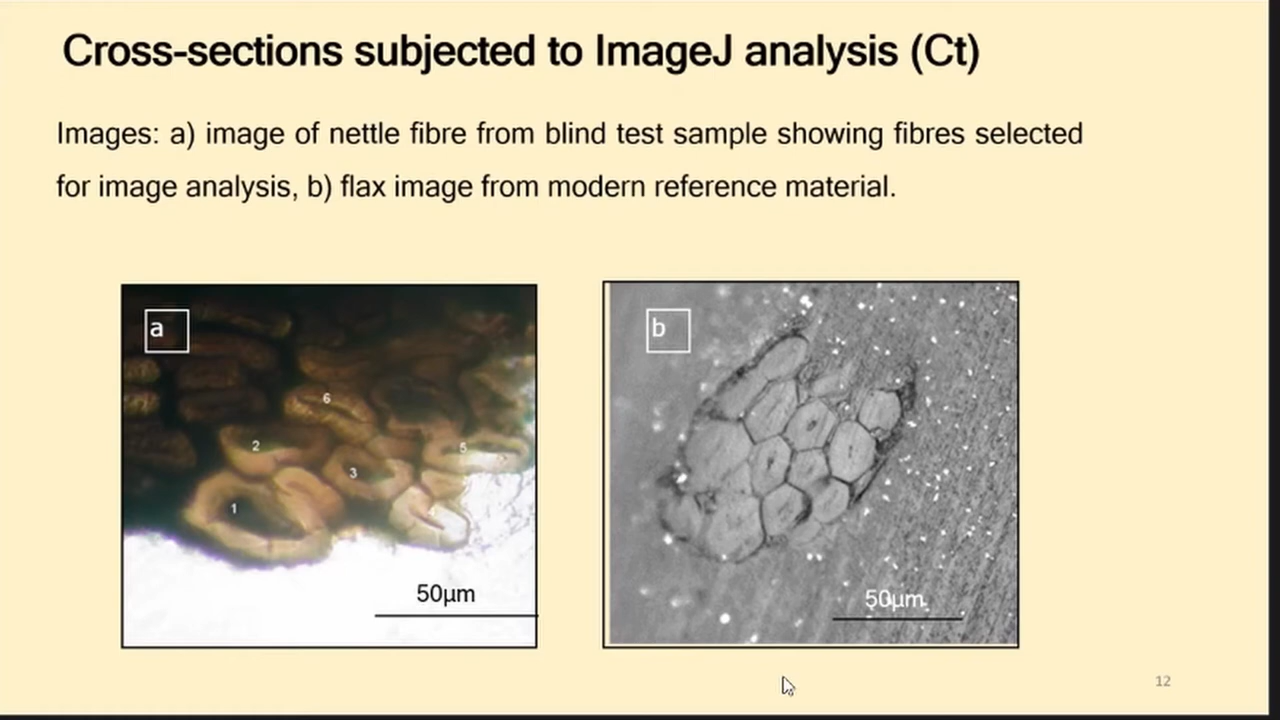 Cross-sections subjected to ImageJ analysis (Ct)
Images: a) image of nettle fibre from blind test sample showing fibres selected
for image analysis, b) flax image from modern reference material.
a
b
6
2
5
3
1
50µm
50µm
12